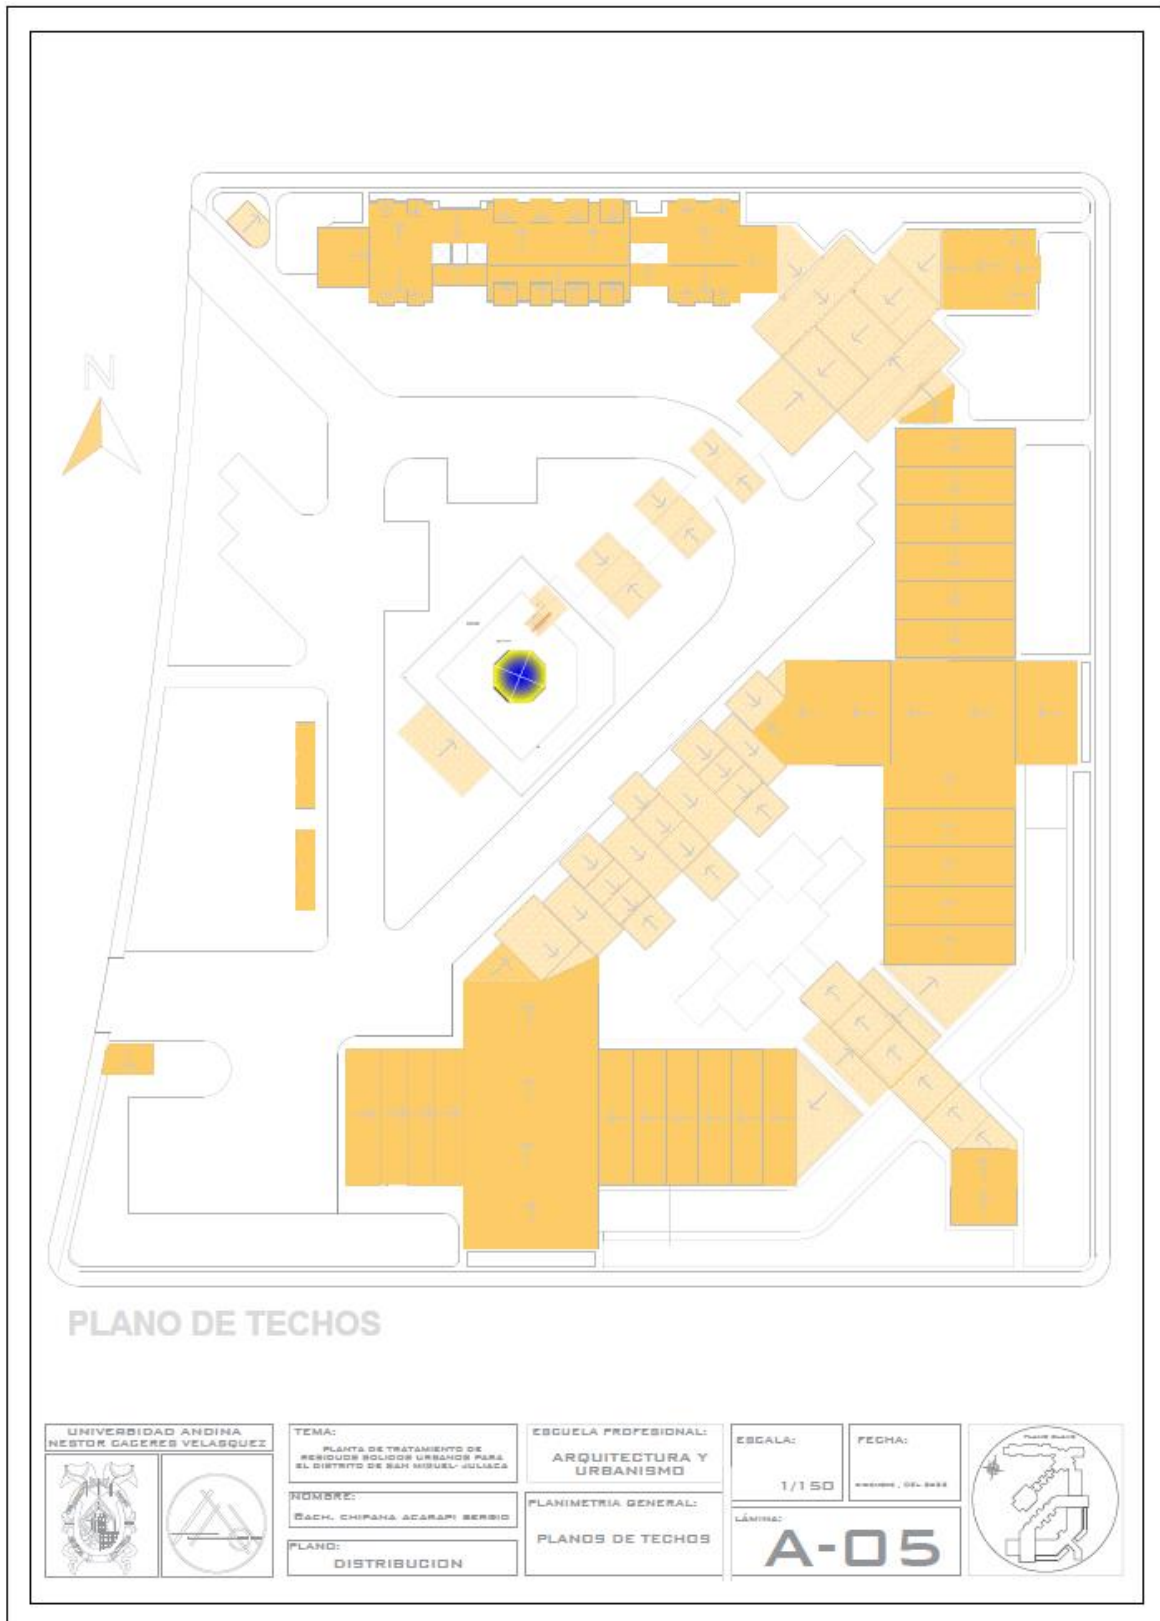 N
PLANO DE TECHOS
UNIVERSIDAD ANDINA
NESTOR CACERES VELASQUEZ
TEMA:
PLANTA DE TRATAMIENTO DE
RESIDUOS SOLIDOS URBANOS PARA
EL DISTRITO DE SAN MIGUEL- JULIACA
NOMBRE:
BACH. CHIPANA ACARAPI SERGIO
PLANO:
DISTRIBUCION
ESCUELA PROFESIONAL:
ARQUITECTURA Y
URBANISMO
PLANIMETRIA GENERAL:
PLANOS DE TECHOS
ESCALA:
1/150
FECHA:
LÁMINA:
A-05